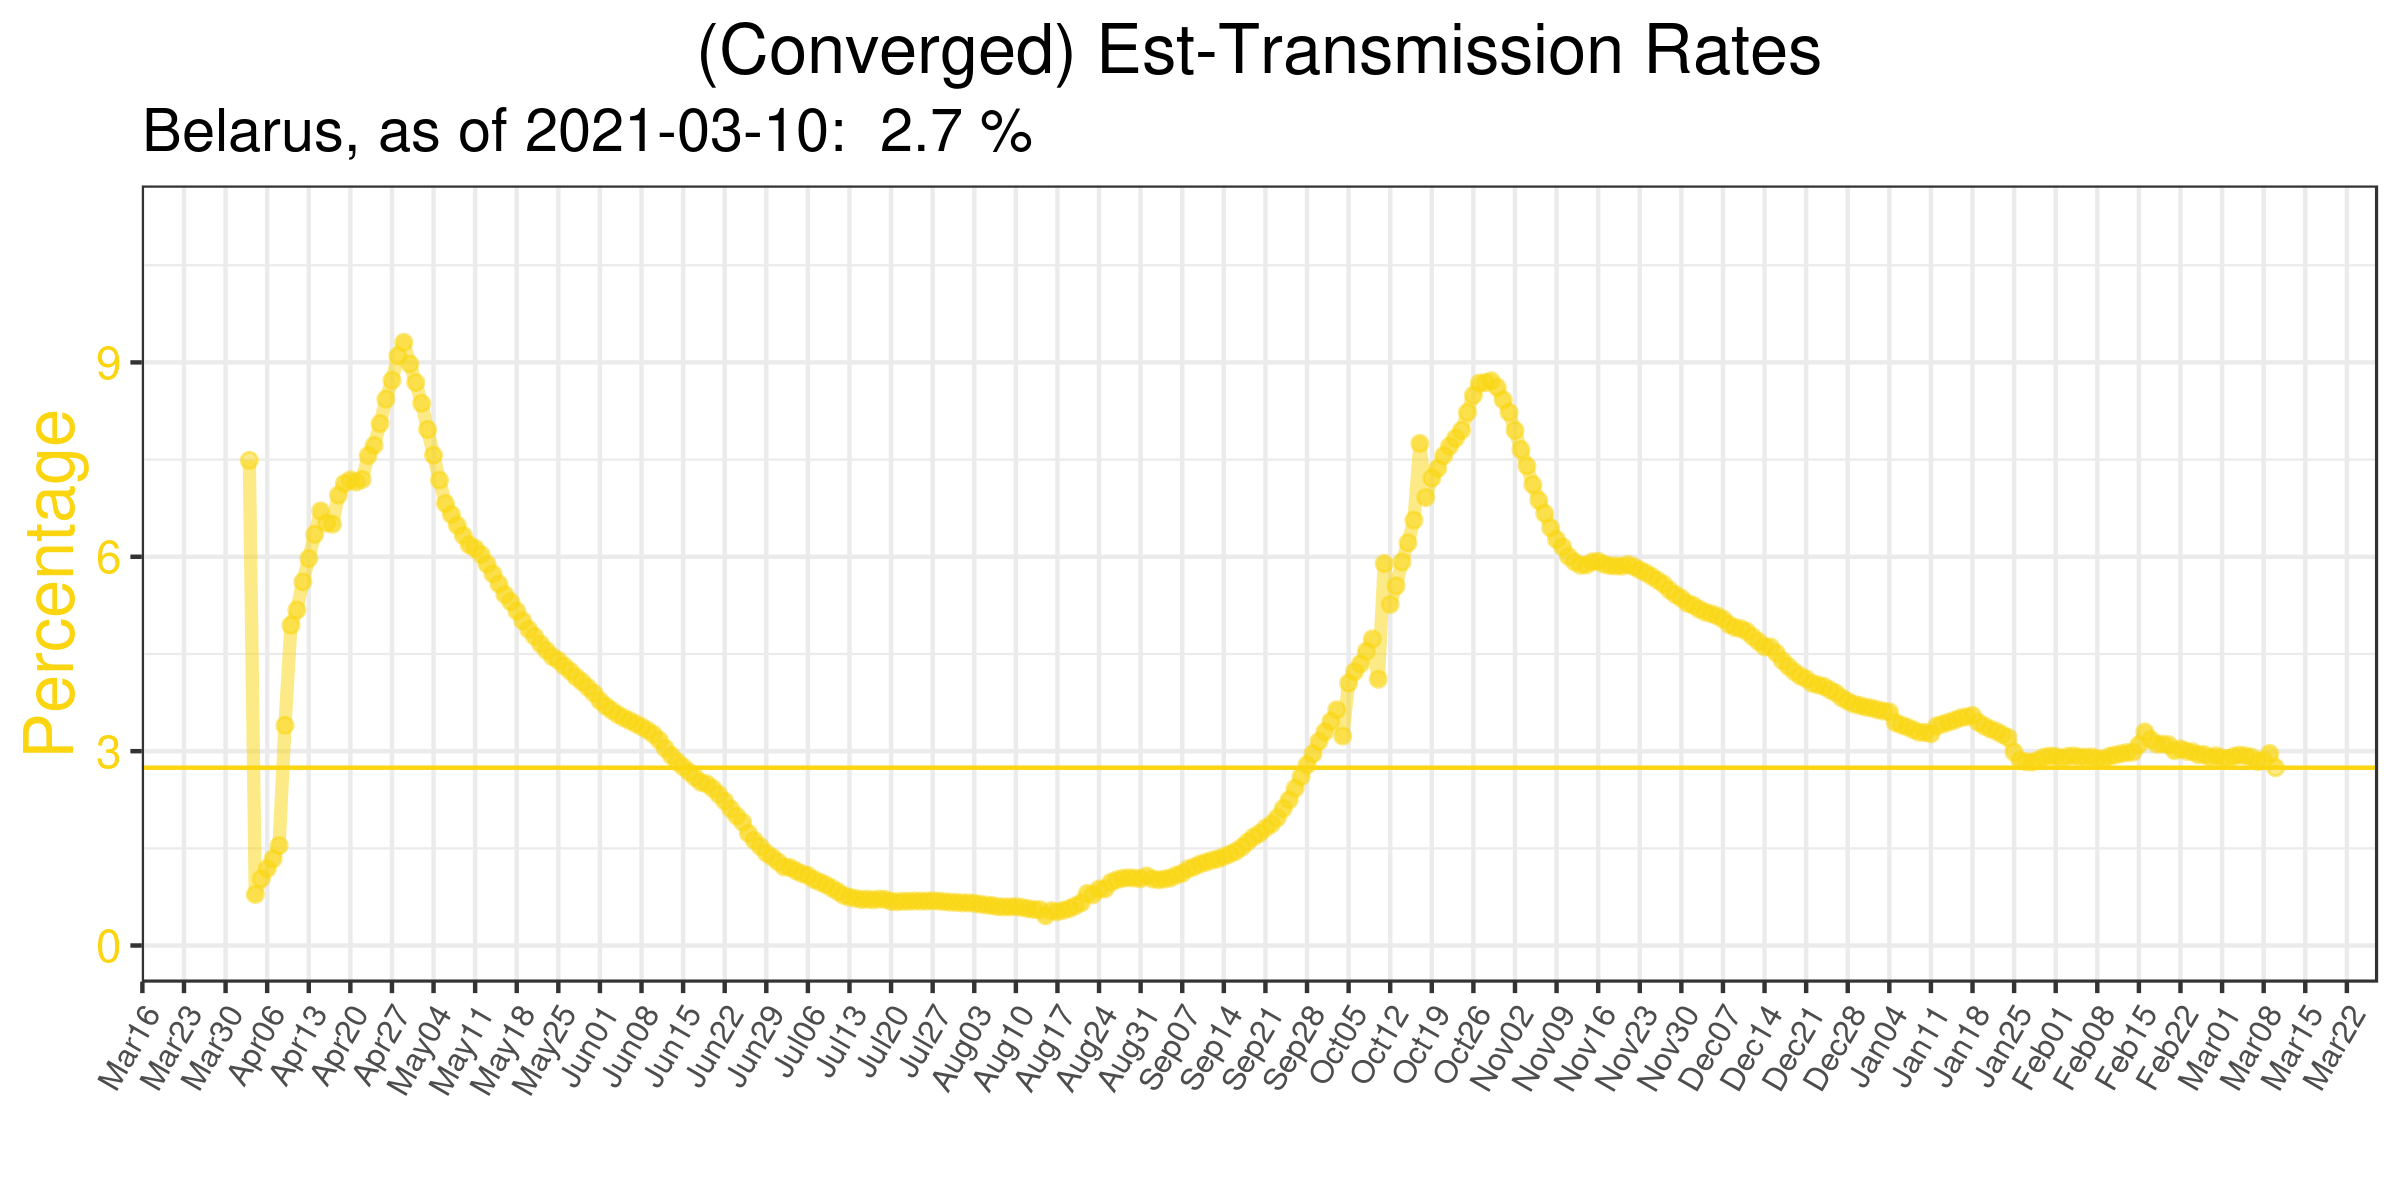 (Converged) Est-Transmission Rates
Belarus, as of 2021-03-10:  2.7 %
Percentage
9
6
3
0
Mar16
Mar23
Mar30
Apr06
Apr13
Apr20
Apr27
May04
May11
May18
May25
Jun01
Jun08
Jun15
Jun22
Jun29
Jul06
Jul13
Jul20
Jul27
Aug03
Aug10
Aug17
Aug24
Aug31
Sep07
Sep14
Sep21
Sep28
Oct05
Oct12
Oct19
Oct26
Nov02
Nov09
Nov16
Nov23
Nov30
Dec07
Dec14
Dec21
Dec28
Jan04
Jan11
Jan18
Jan25
Feb01
Feb08
Feb15
Feb22
Mar01
Mar08
Mar15
Mar22